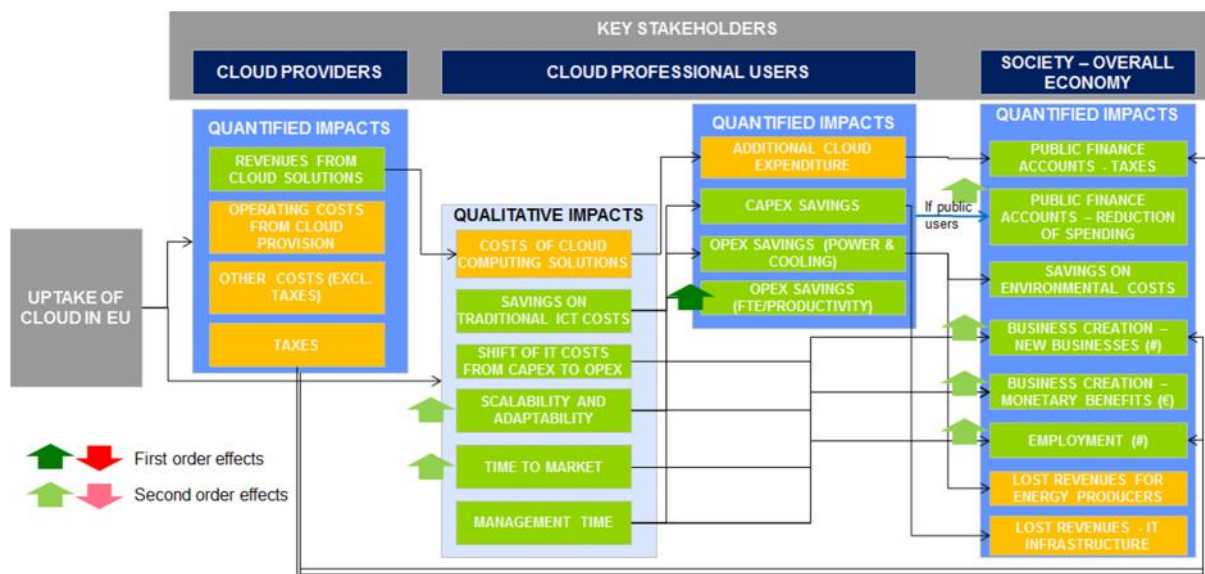 KEY STAKEHOLDERS
CLOUD PROVIDERS
CLOUD PROFESSIONAL USERS
SOCIETY – OVERALL
ECONOMY
QUANTIFIED IMPACTS
REVENUES FROM
CLOUD SOLUTIONS
OPERATING COSTS
FROM CLOUD
PROVISION
OTHER COSTS (EXCL.
TAXES)
TAXES
UPTAKE OF
CLOUD IN EU
QUALITATIVE IMPACTS
COSTS OF CLOUD
COMPUTING SOLUTIONS
SAVINGS ON
TRADITIONAL ICT COSTS
SHIFT OF IT COSTS
FROM CAPEX TO OPEX
SCALABILITY AND
ADAPTABILITY
TIME TO MARKET
MANAGEMENT TIME
QUANTIFIED IMPACTS
ADDITIONAL CLOUD
EXPENDITURE
CAPEX SAVINGS
OPEX SAVINGS (POWER &
COOLING)
OPEX SAVINGS
(FTE/PRODUCTIVITY)
If public
users
QUANTIFIED IMPACTS
PUBLIC FINANCE
ACCOUNTS - TAXES
PUBLIC FINANCE
ACCOUNTS – REDUCTION
OF SPENDING
SAVINGS ON
ENVIRONMENTAL COSTS
BUSINESS CREATION –
NEW BUSINESSES (#)
BUSINESS CREATION –
MONETARY BENEFITS (€)
EMPLOYMENT (#)
LOST REVENUES FOR
ENERGY PRODUCERS
LOST REVENUES - IT
INFRASTRUCTURE
First order effects
Second order effects